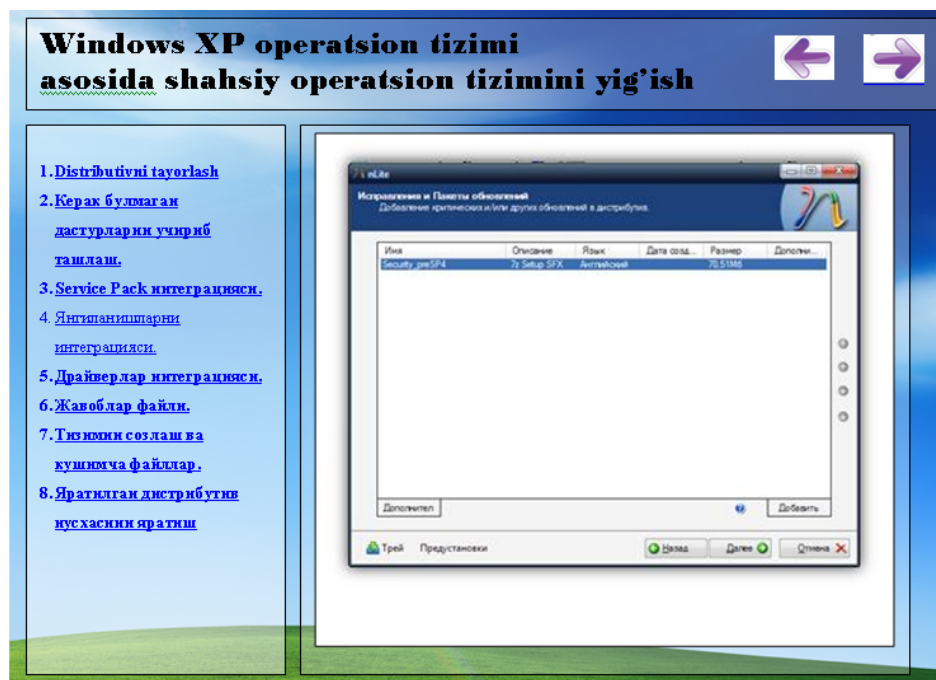 Windows XP operatsion tizimi
asosida shahsiy operatsion tizimini yig’ish
1. Distributivni tayorlash
2. Керак булмаган
дастурларни учириб
ташлаш.
3. Service Pack интеграцияси.
4. Янгиланишларни
интеграцияси.
5. Драйверлар интеграцияси.
6. Жавоблар файли.
7. Тизимни созлаш ва
кушимча файллар.
8. Яратилган дистрибутив
нусхасини яратиш
nLite
Исправления и Пакеты обновлений
Добавление критических и/или других обновлений в дистрибутив.
Имя Описание Язык Дата созд... Размер Дополни...
Security_preSP4 7z Setup SFX Английский 70.51Мб
Дополнител Добавить
Трей Предустановки Назад Далее Отмена